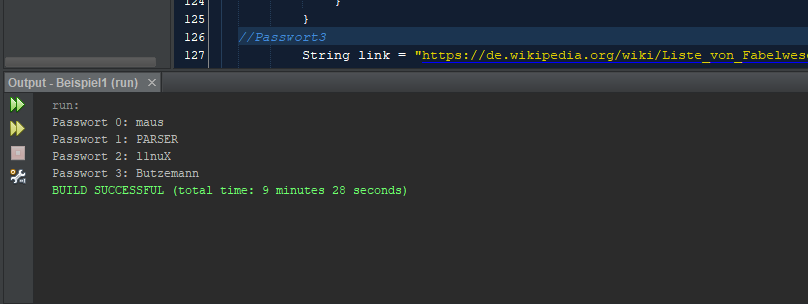 124 }
125 }
126 //Passwort3
127 String link = "https://de.wikipedia.org/wiki/Liste_von_Fabelwese
Output - Beispiel1 (run) ×
run:
Passwort 0: maus
Passwort 1: PARSER
Passwort 2: l1nuX
Passwort 3: Butzemann
BUILD SUCCESSFUL (total time: 9 minutes 28 seconds)